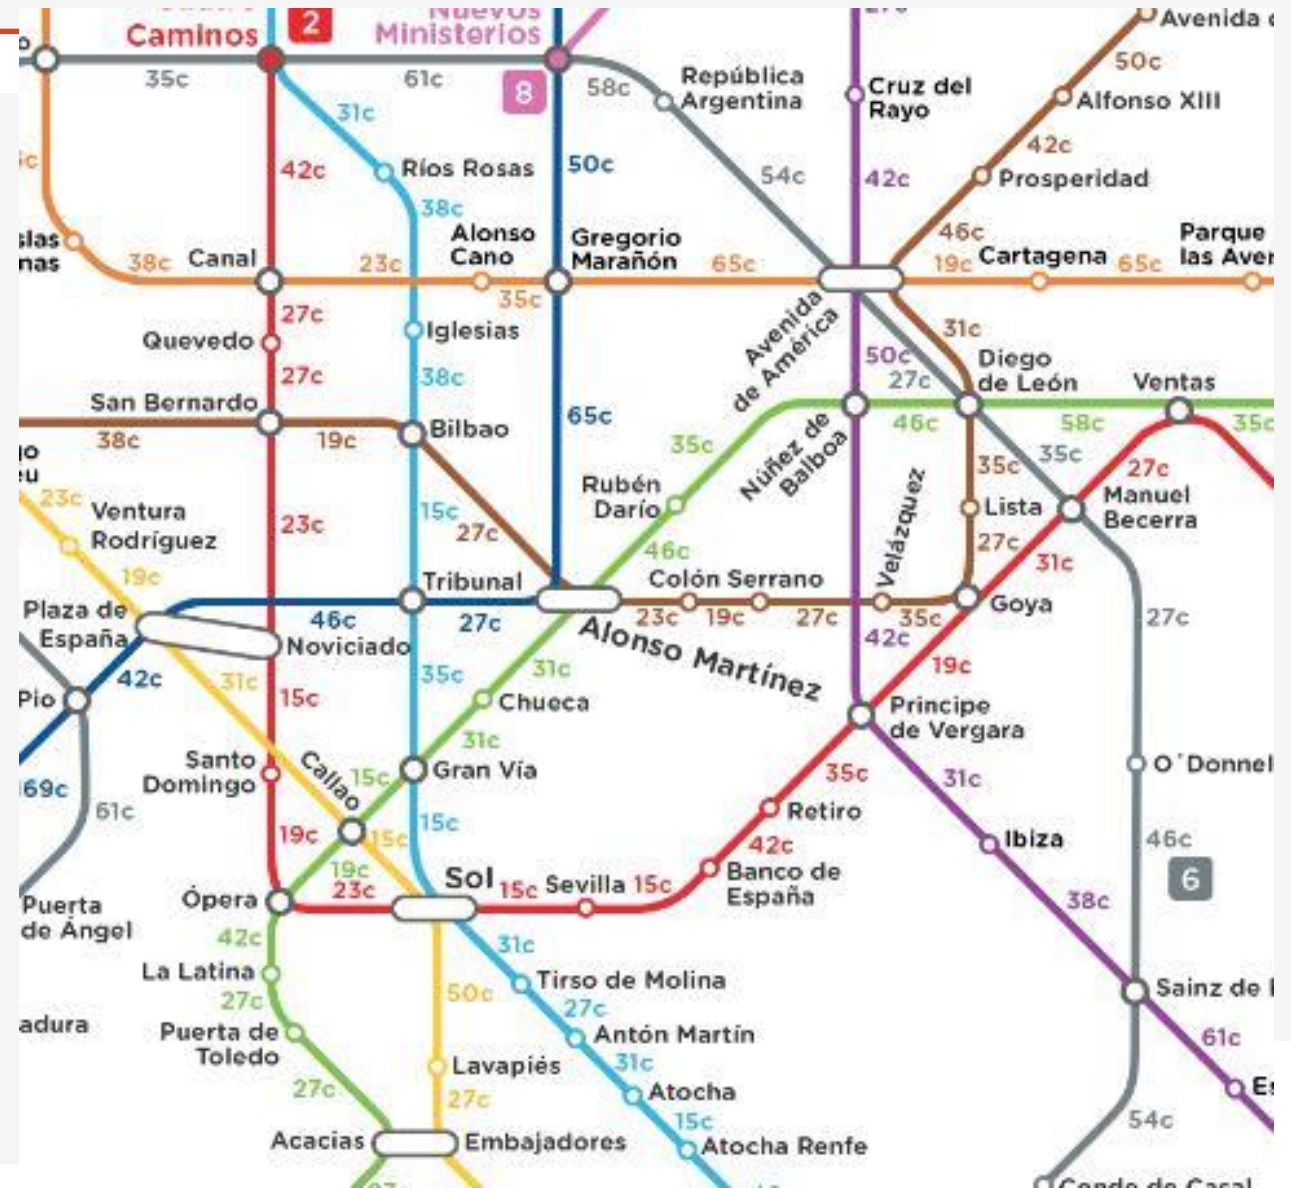 Caminos
2
Nuevos
Ministerios
8
35c
61c
58c
República
Argentina
Cruz del
Rayo
50c
Alfonso XIII
31c
42c
Ríos Rosas
50c
54c
42c
42c
Prosperidad
38c
Alonso
Cano
Gregorio
Marañón
46c
Parque
38c
Canal
23c
65c
19c
Cartagena
65c
35c
27c
Quevedo
Iglesias
Avenida
de América
31c
50c
Diego
de León
27c
38c
27c
Ventas
San Bernardo
38c
19c
Bilbao
65c
35c
46c
58c
35c
Núñez de
Balboa
35c
35c
27c
23c
Ventura
Rodríguez
23c
15c
27c
Rubén
Darío
Velázquez
Lista
Manuel
Becerra
46c
27c
31c
19c
Tribunal
Colón Serrano
Plaza de
España
46c
27c
23c
19c
27c
35c
Goya
27c
Noviciado
Alonso Martínez
42c
42c
31c
15c
35c
31c
19c
Pio
Chueca
Principe
de Vergara
31c
Santo
Domingo
Callao
15c
Gran Vía
35c
31c
O´Donnel
69c
61c
Retiro
19c
15c
15c
42c
Ibiza
46c
19c
23c
Sol
15c
Sevilla
15c
Banco de
España
6
Ópera
38c
Puerta
de Ángel
42c
31c
La Latina
Tirso de Molina
50c
Sainz de
27c
27c
Puerta de
Toledo
Antón Martín
61c
31c
Lavapiés
27c
27c
Atocha
15c
54c
Acacias
Embajadores
Atocha Renfe